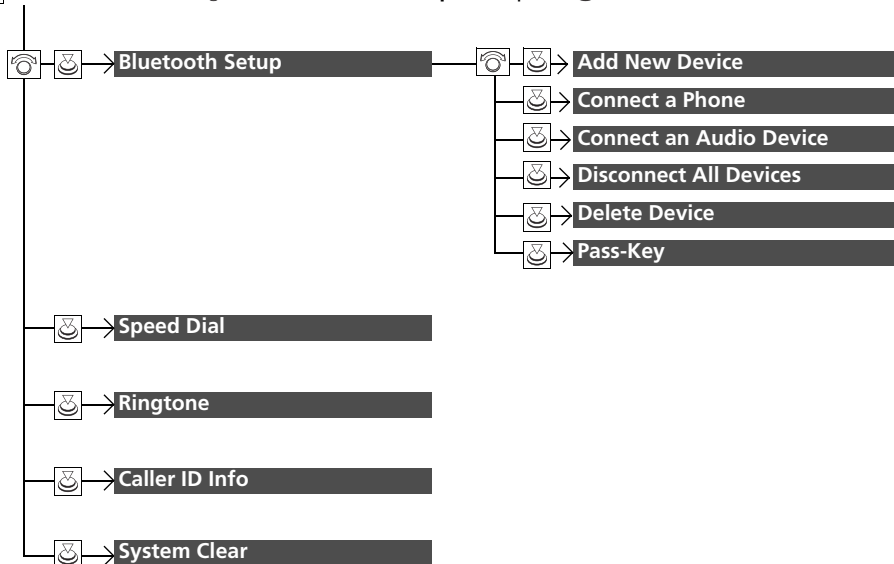 Bluetooth Setup
Add New Device
Connect a Phone
Connect an Audio Device
Disconnect All Devices
Delete Device
Pass-Key
Speed Dial
Ringtone
Caller ID Info
System Clear